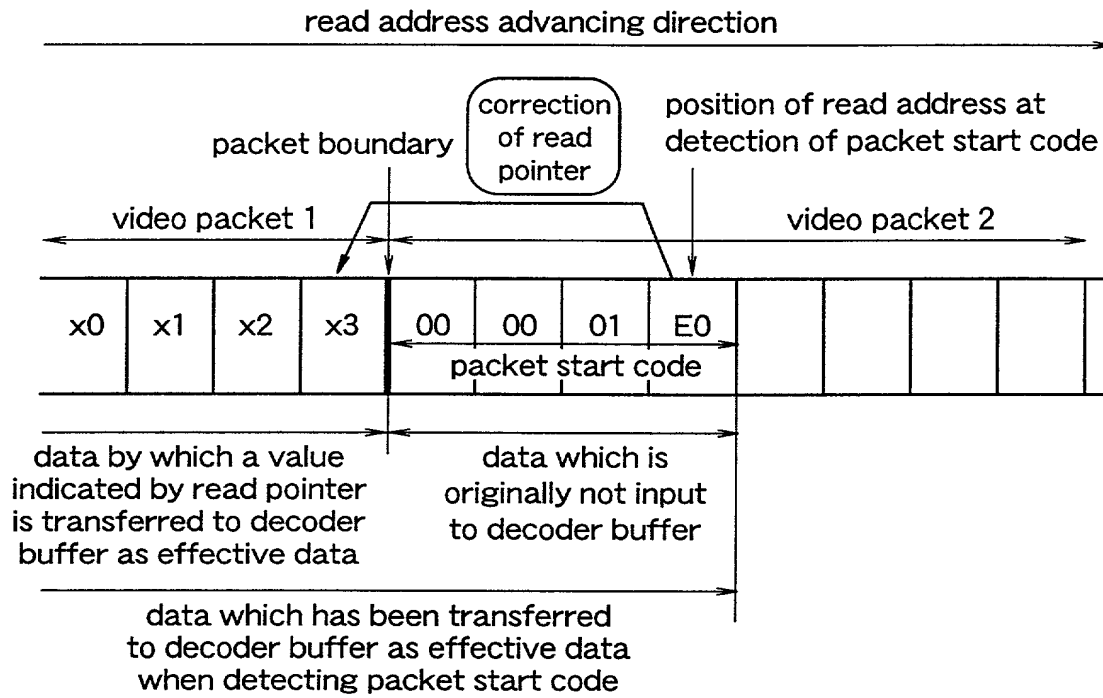 read address advancing direction
correction
of read
pointer
position of read address at
detection of packet start code
packet boundary
video packet 1
video packet 2
x0 x1 x2 x3 00 00 01 E0
packet start code
data by which a value
indicated by read pointer
is transferred to decoder
buffer as effective data
data which is
originally not input
to decoder buffer
data which has been transferred
to decoder buffer as effective data
when detecting packet start code